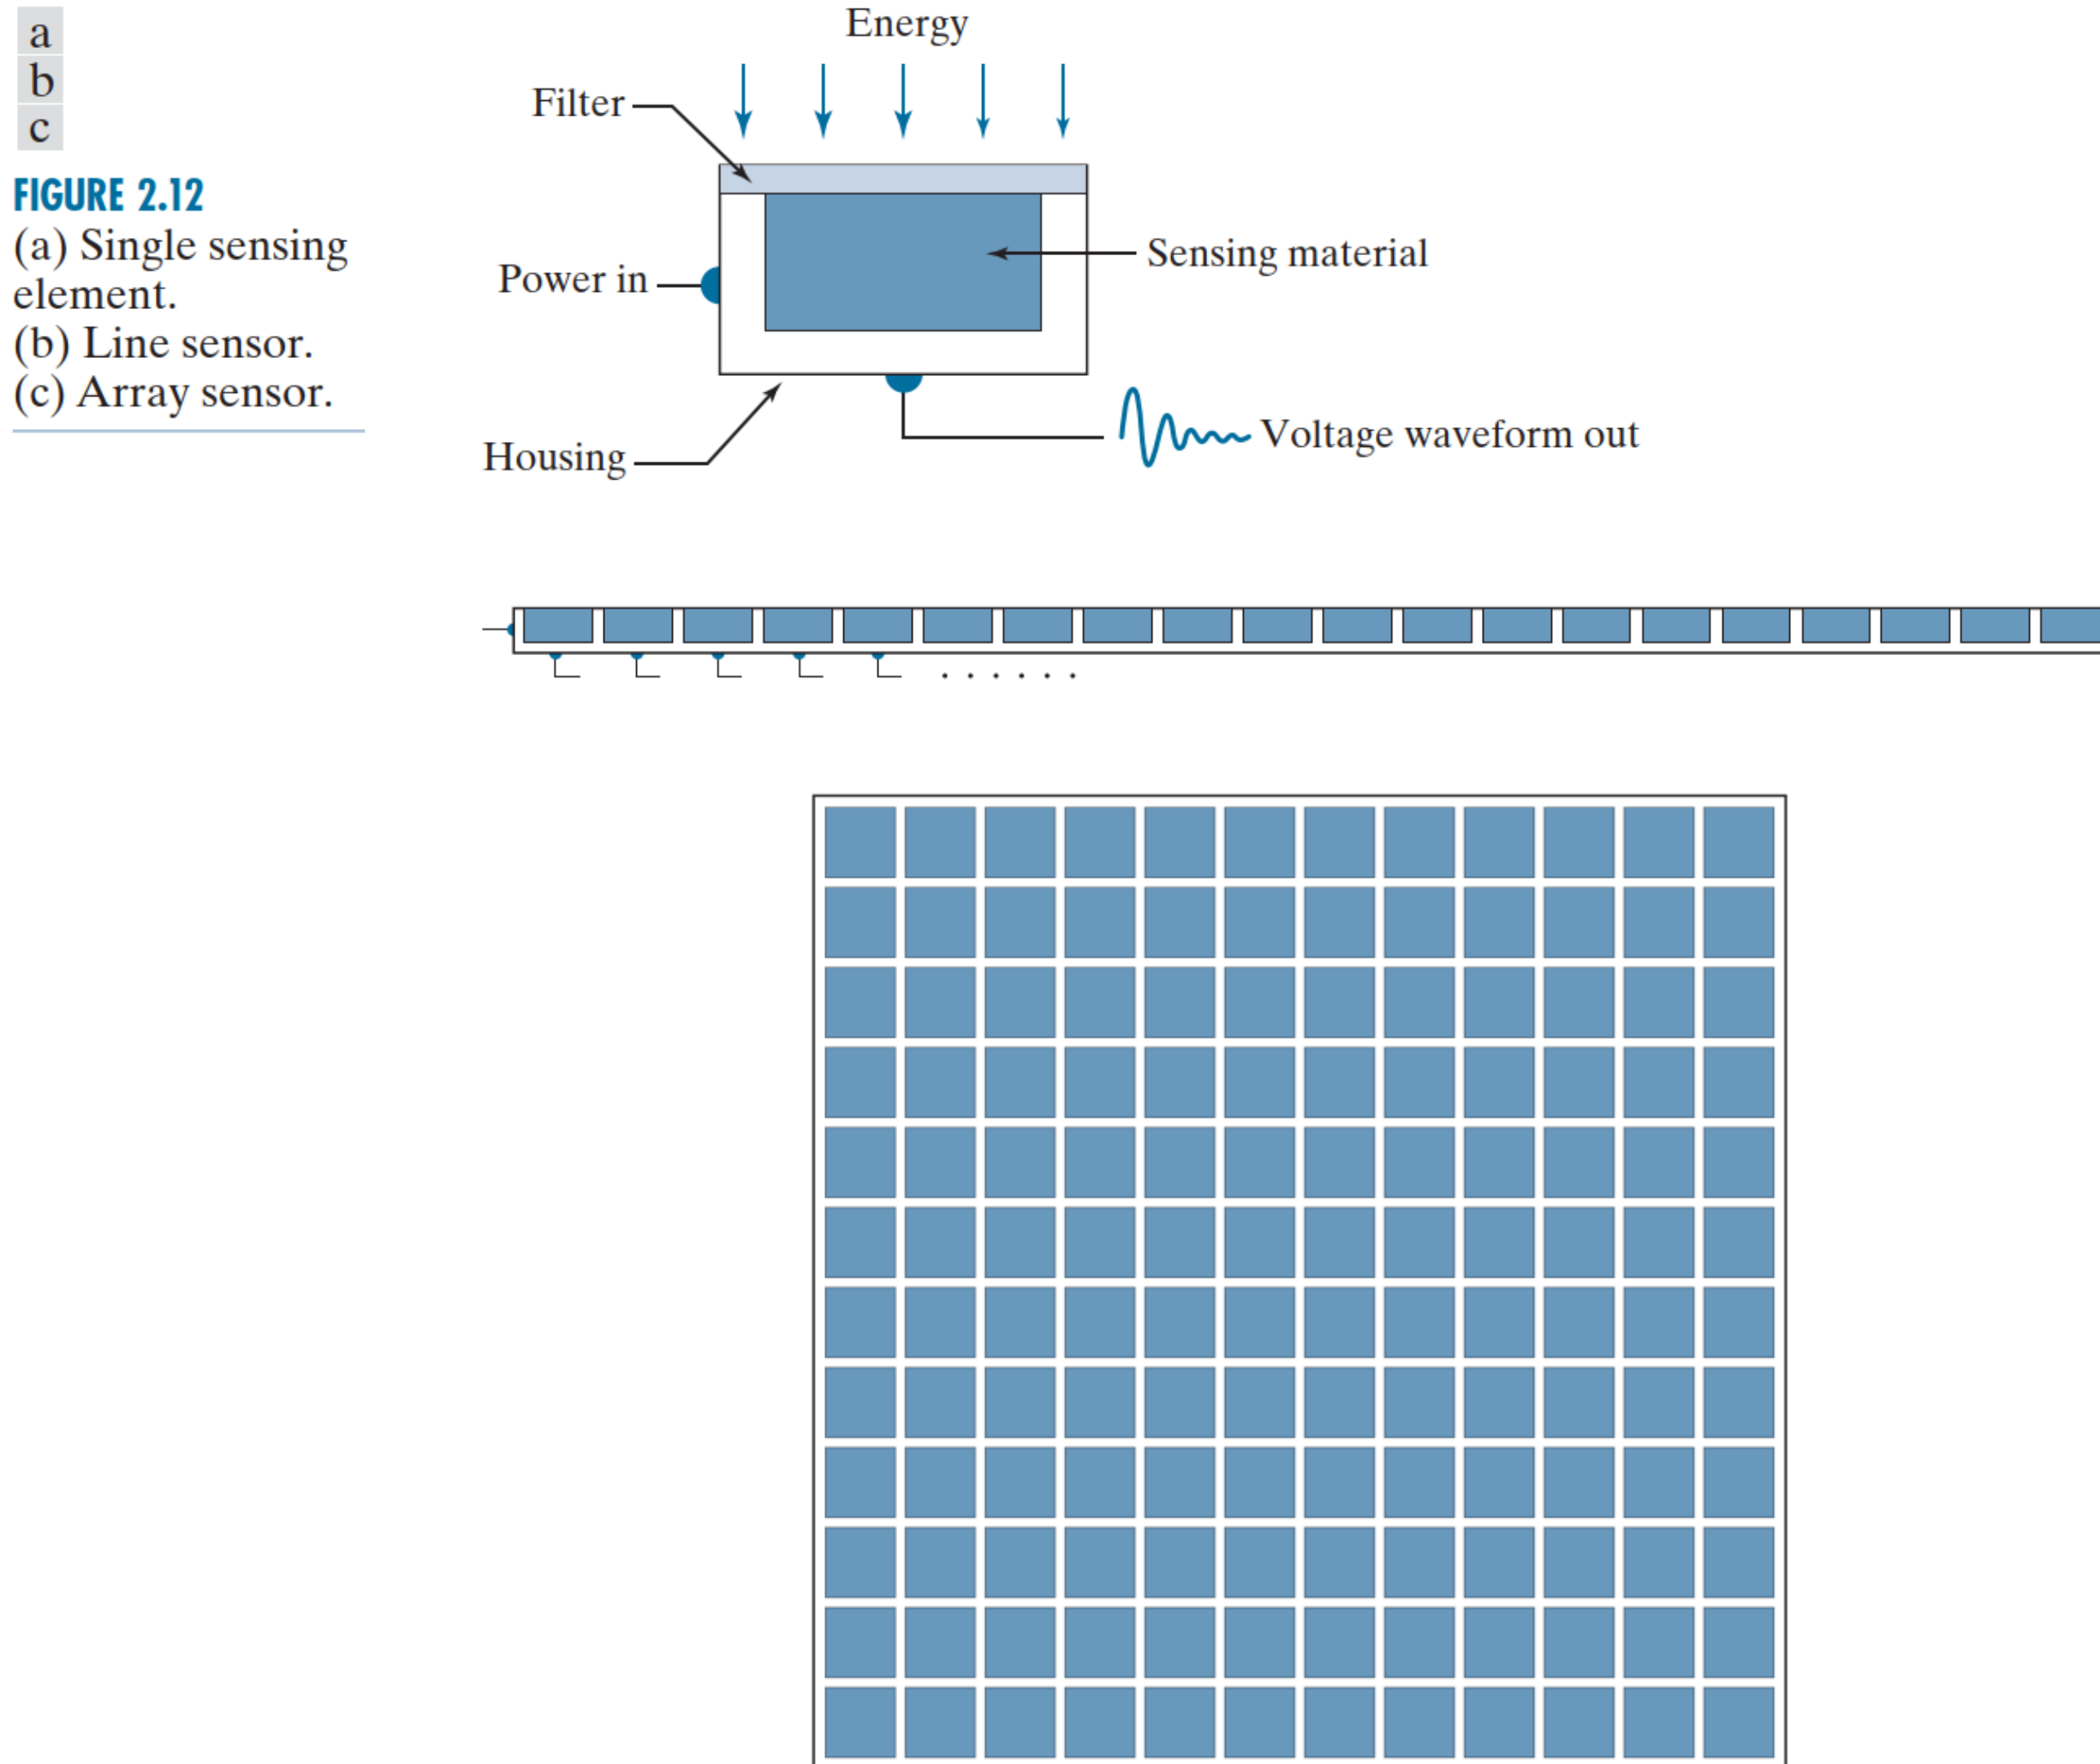 a
b
c
FIGURE 2.12
(a) Single sensing
element.
(b) Line sensor.
(c) Array sensor.
Energy
Filter
Sensing material
Power in
Voltage waveform out
Housing